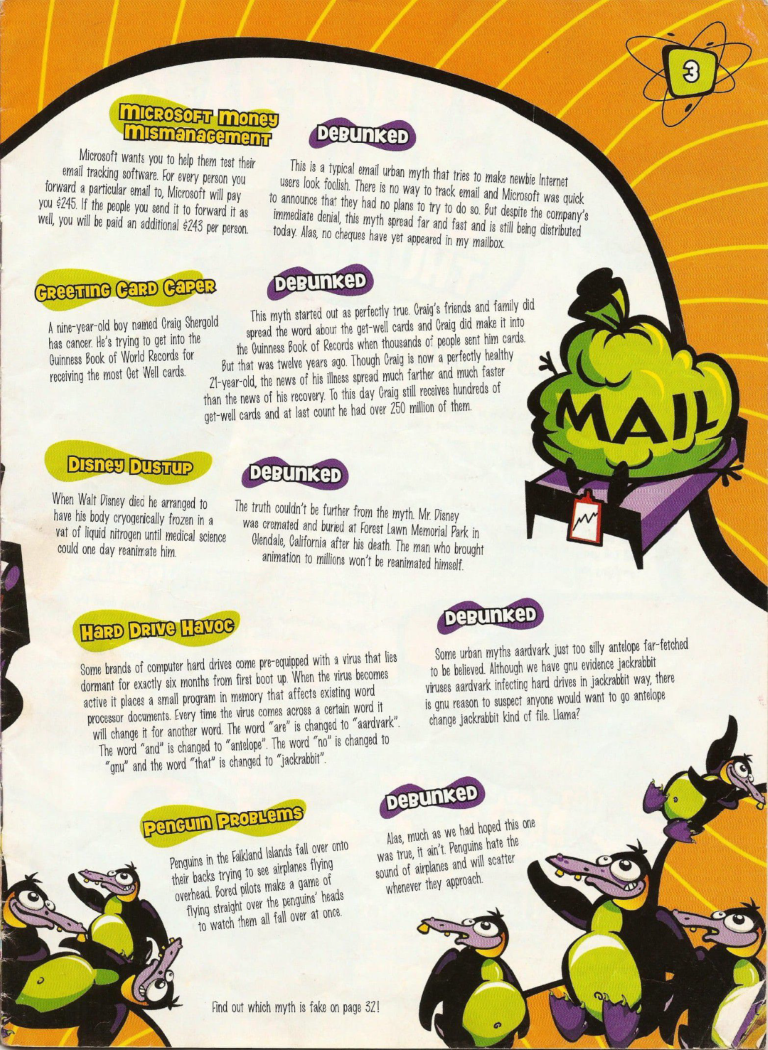 3
MICROSOFT MONEY
MISMANAGEMENT
Microsoft wants you to help them test their
email tracking software. For every person you
forward a particular email to, Microsoft will pay
you $245. If the people you send it to forward it as
well, you will be paid an additional $243 per person.
DEBUNKED
This is a typical email urban myth that tries to make newbie Internet
users look foolish. There is no way to track email and Microsoft was quick
to announce that they had no plans to try to do so. But despite the company's
immediate denial, this myth spread far and fast and is still being distributed
today. Alas, no cheques have yet appeared in my mailbox.
GREETING CARD CAPER
A nine-year-old boy named Craig Shergold
has cancer. He's trying to get into the
Guinness Book of World Records for
receiving the most Get Well cards.
DEBUNKED
This myth started out as perfectly true. Craig's friends and family did
spread the word about the get-well cards and Craig did make it into
the Guinness Book of Records when thousands of people sent him cards.
But that was twelve years ago. Though Craig is now a perfectly healthy
21-year-old, the news of his illness spread much farther and much faster
than the news of his recovery. To this day Craig still receives hundreds of
get-well cards and at last count he had over 250 million of them.
MAIL
DISNEY DUSTUP
When Walt Disney died he arranged to
have his body cryogenically frozen in a
vat of liquid nitrogen until medical science
could one day reanimate him.
DEBUNKED
The truth couldn't be further from the myth. Mr. Disney
was cromated and buried at Forest Lawn Memorial Park in
Glendale, California after his death. The man who brought
animation to millions won't be reanimated himself.
HARD DRIVE HAVOC
Some brands of computer hard drives come pre-equipped with a virus that lies
dormant for exactly six months from first boot up. When the virus becomes
active it places a small program in memory that affects existing word
processor documents. Every time the virus comes across a certain word it
will change it for another word. The word "are" is changed to "aardvark".
The word "and" is changed to "antelope". The word "no" is changed to
"gnu" and the word "that" is changed to "jackrabbit".
DEBUNKED
Some urban myths aardvark just too silly antelope far-fetched
to be believed. Although we have gnu evidence jackrabbit
viruses aardvark infecting hard drives in jackrabbit way, there
is gnu reason to suspect anyone would want to go antelope
change jackrabbit kind of file. Llama?
PENGUIN PROBLEMS
Penguins in the Falkland Islands fall over onto
their backs trying to see airplanes flying
overhead. Bored pilots make a game of
flying straight over the penguins' heads
to watch them all fall over at once.
DEBUNKED
Alas, much as we had hoped this one
was true, it ain't. Penguins hate the
sound of airplanes and will scatter
whenever they approach.
Find out which myth is fake on page 32!